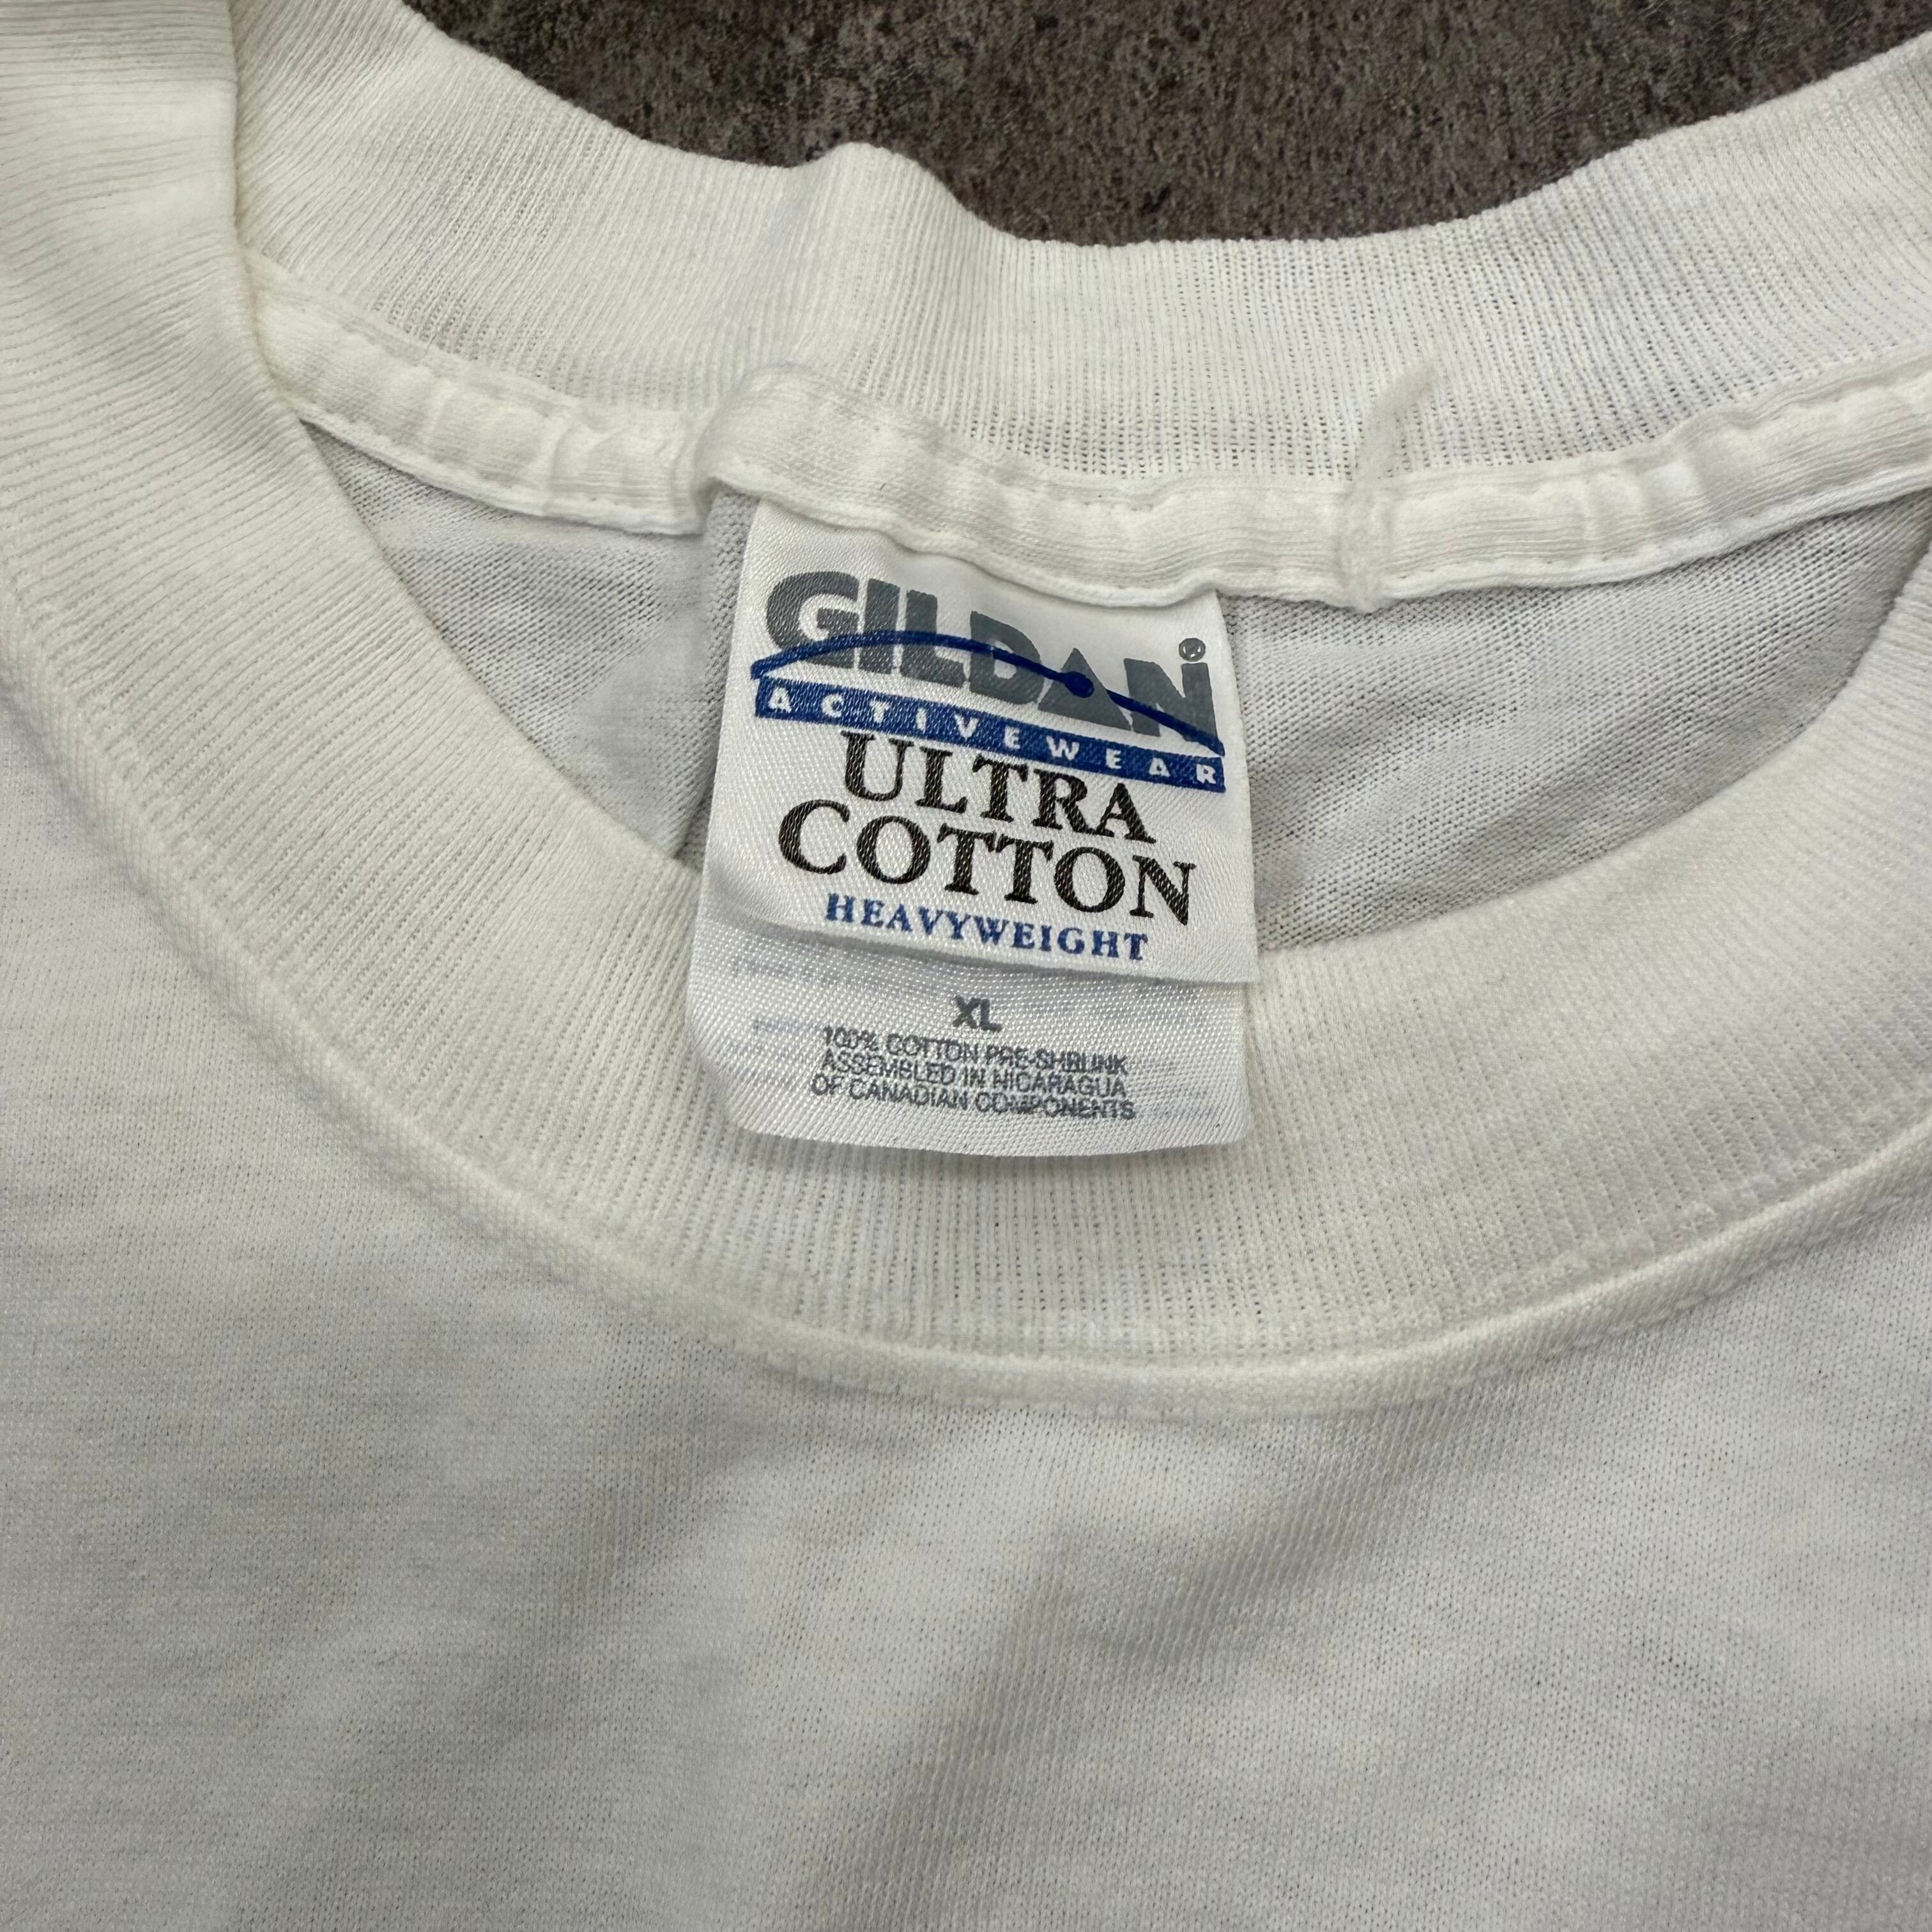 GILDAN®
ACTIVEWEAR
ULTRA
COTTON
HEAVYWEIGHT
XL
100% COTTON PRE-SHRUNK
ASSEMBLED IN NICARAGUA
OF CANADIAN COMPONENTS